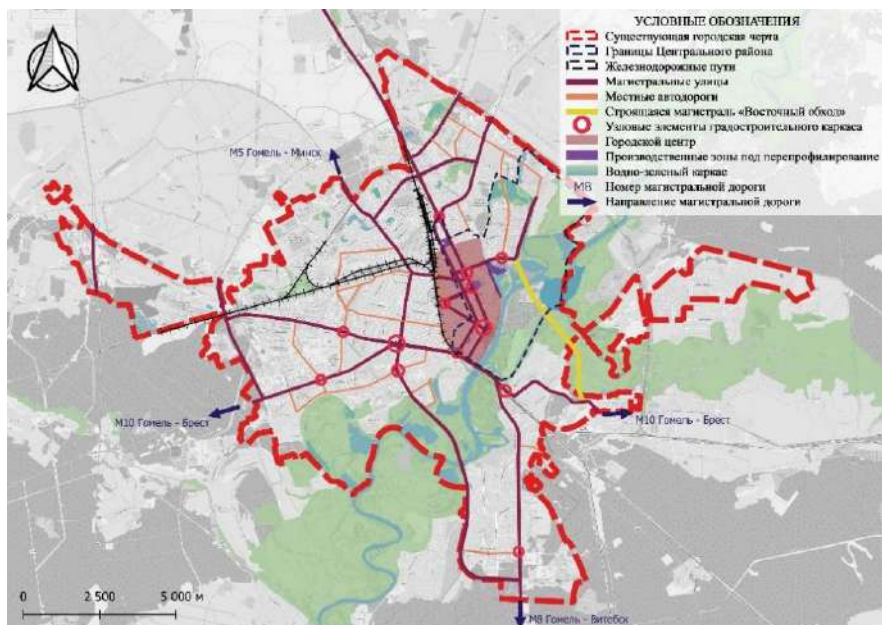 УСЛОВНЫЕ ОБОЗНАЧЕНИЯ
Существующая городская черта
Границы Центрального района
Железнодорожные пути
Магистральные улицы
Местные автодороги
Строящаяся магистраль «Восточный обход»
Узловые элементы градостроительного каркаса
Городской центр
Производственные зоны под перепрофилирование
Водно-зеленый каркас
М8 Номер магистральной дороги
Направление магистральной дороги
М5 Гомель - Минск
М10 Гомель - Брест
М10 Гомель - Брест
М8 Гомель - Витебск
0 2 500 5 000 м